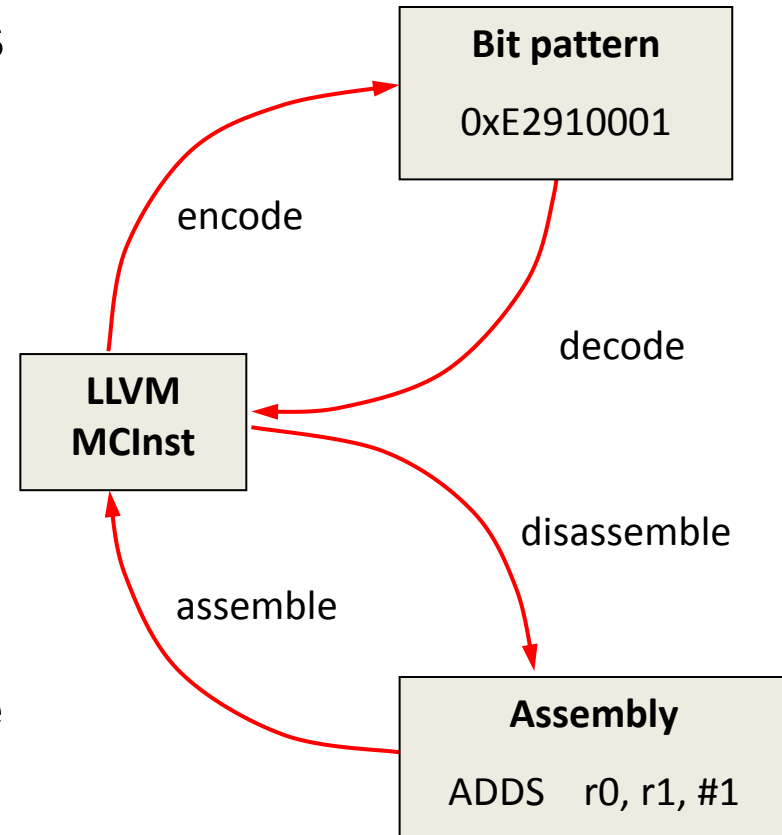 s
Bit pattern
0xE2910001
encode
decode
LLVM
MCInst
disassemble
assemble
e
Assembly
ADDS r0, r1, #1